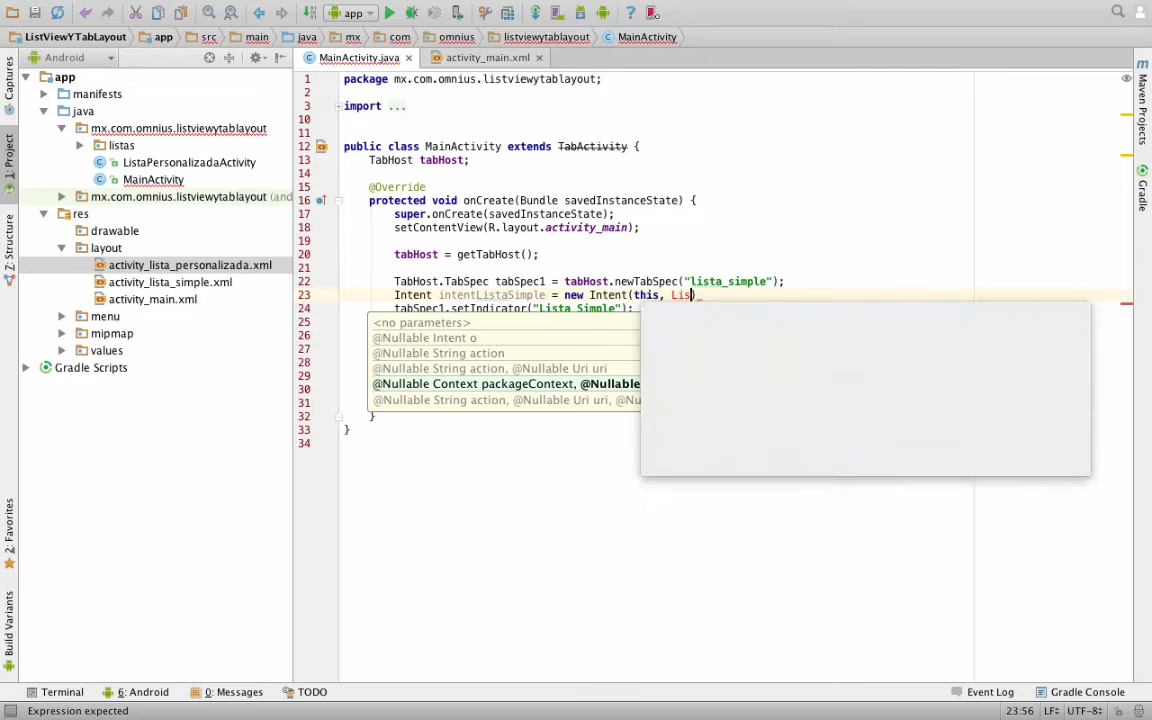 app
ListViewYTabLayout app src main java mx com omnius listviewytablayout MainActivity
Android
MainActivity.java activity_main.xml
Captures
1: Project
Z: Structure
2: Favorites
Build Variants
app
manifests
java
mx.com.omnius.listviewytablayout
listas
ListaPersonalizadaActivity
MainActivity
mx.com.omnius.listviewytablayout (and
res
drawable
layout
activity_lista_personalizada.xml
activity_lista_simple.xml
activity_main.xml
menu
mipmap
values
Gradle Scripts
1 package mx.com.omnius.listviewytablayout;
2
3 import ...
10
11
12 public class MainActivity extends TabActivity {
13 TabHost tabHost;
14
15 @Override
16 protected void onCreate(Bundle savedInstanceState) {
17 super.onCreate(savedInstanceState);
18 setContentView(R.layout.activity_main);
19
20 tabHost = getTabHost();
21
22 TabHost.TabSpec tabSpec1 = tabHost.newTabSpec("lista_simple");
23 Intent intentListaSimple = new Intent(this, Lis)
24 tabSpec1.setIndicator("Lista Simple");
25 <no parameters>
26 @Nullable Intent o
27 @Nullable String action
28 @Nullable String action, @Nullable Uri uri
29 @Nullable Context packageContext, @Nullable
30 @Nullable String action, @Nullable Uri uri, @Nu
31
32 }
33 }
34
Maven Projects
Gradle
Terminal 6: Android 0: Messages TODO Event Log Gradle Console
Expression expected 23:56 LF UTF-8